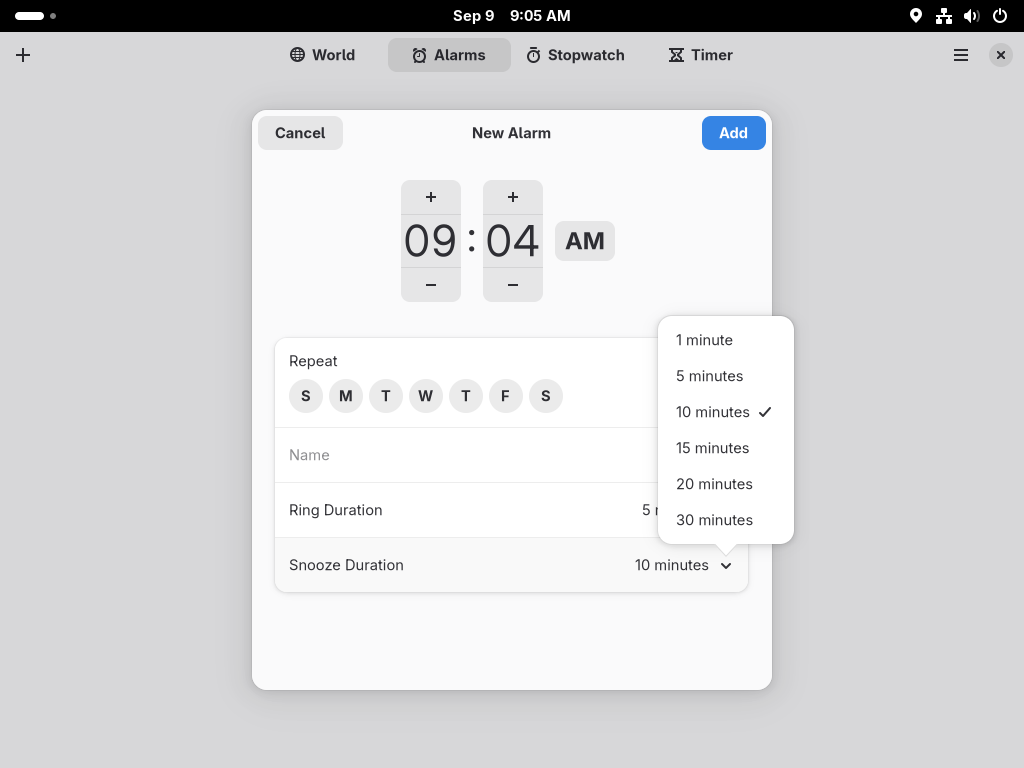 Sep 9 9:05 AM
World Alarms Stopwatch Timer
Cancel New Alarm Add
+ +
09 : 04 AM
− −
1 minute
5 minutes
10 minutes
15 minutes
20 minutes
30 minutes
Repeat
S M T W T F S
Name
Ring Duration 5
Snooze Duration 10 minutes